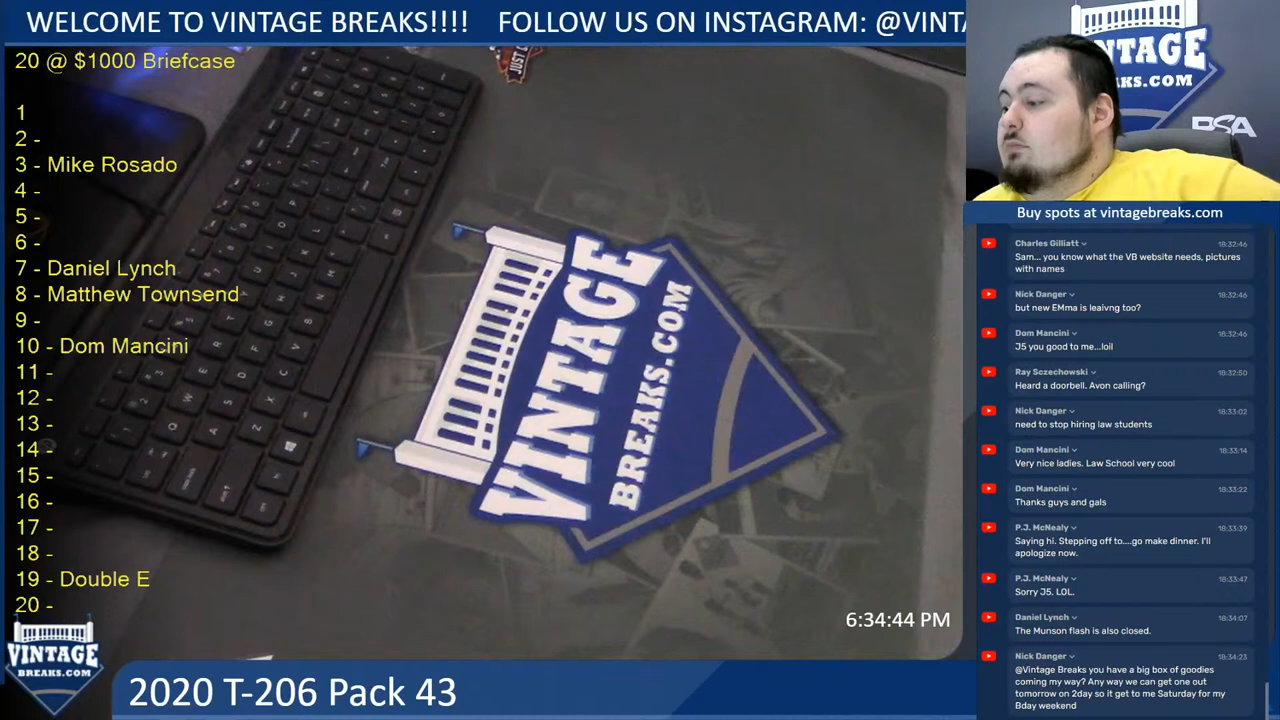 WELCOME TO VINTAGE BREAKS!!!! FOLLOW US ON INSTAGRAM: @VINTA
20 @ $1000 Briefcase
1
2 -
3 - Mike Rosado
4 -
5 -
6 -
7 - Daniel Lynch
8 - Matthew Townsend
9 -
10 - Dom Mancini
11 -
12 -
13 -
14 -
15 -
16 -
17 -
18 -
19 - Double E
20 -
JUST
VINTAGE
BREAKS.COM
6:34:44 PM
VINTAGE
BREAKS.COM
2020 T-206 Pack 43
VINTAGE
KS.COM
PSA
Buy spots at vintagebreaks.com
Charles Gilliatt 18:32:46
Sam... you know what the VB website needs, pictures
with names
Nick Danger 18:32:46
but new EMma is leaivng too?
Dom Mancini 18:32:46
J5 you good to me...loil
Ray Sczechowski 18:32:50
Heard a doorbell. Avon calling?
Nick Danger 18:33:02
need to stop hiring law students
Dom Mancini 18:33:14
Very nice ladies. Law School very cool
Dom Mancini 18:33:22
Thanks guys and gals
P.J. McNealy 18:33:39
Saying hi. Stepping off to....go make dinner. I'll
apologize now.
P.J. McNealy 18:33:47
Sorry J5. LOL.
Daniel Lynch 18:34:07
The Munson flash is also closed.
Nick Danger 18:34:23
@Vintage Breaks you have a big box of goodies
coming my way? Any way we can get one out
tomorrow on 2day so it get to me Saturday for my
Bday weekend